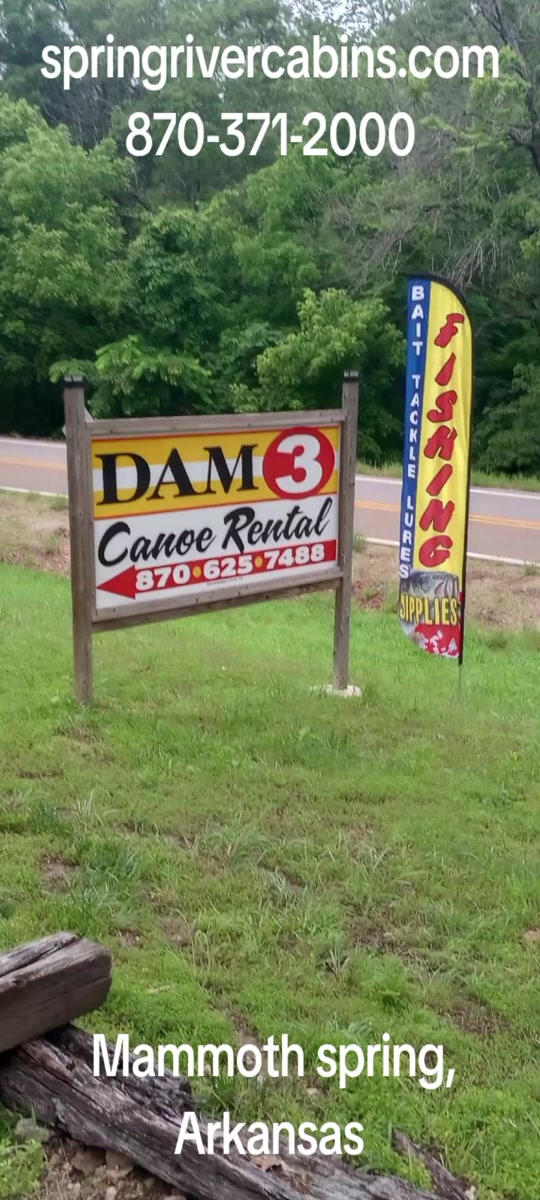 springrivercabins.com
870-371-2000
DAM 3
Canoe Rental
870•625•7488
BAIT TACKLE LURES
FISHING
SUPPLIES
Mammoth spring,
Arkansas